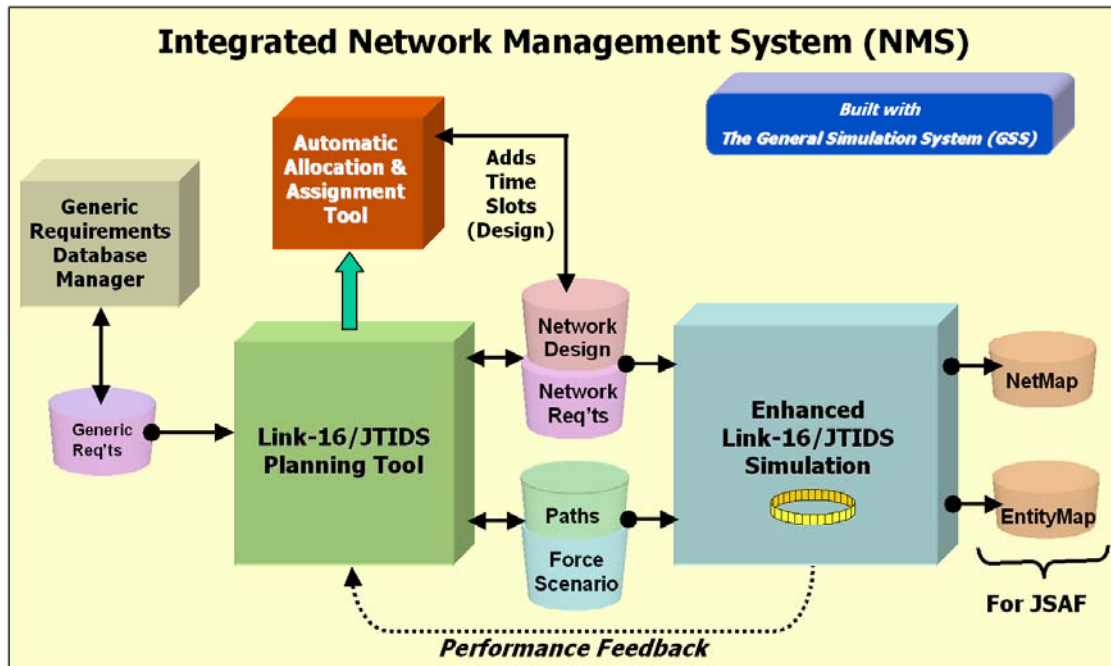 Integrated Network Management System (NMS)
Built with
The General Simulation System (GSS)
Automatic
Allocation &
Assignment
Tool
Adds
Time
Slots
(Design)
Generic
Requirements
Database
Manager
Generic
Req'ts
Link-16/JTIDS
Planning Tool
Network
Design
Network
Req'ts
Paths
Force
Scenario
Enhanced
Link-16/JTIDS
Simulation
NetMap
EntityMap
For JSAF
Performance Feedback